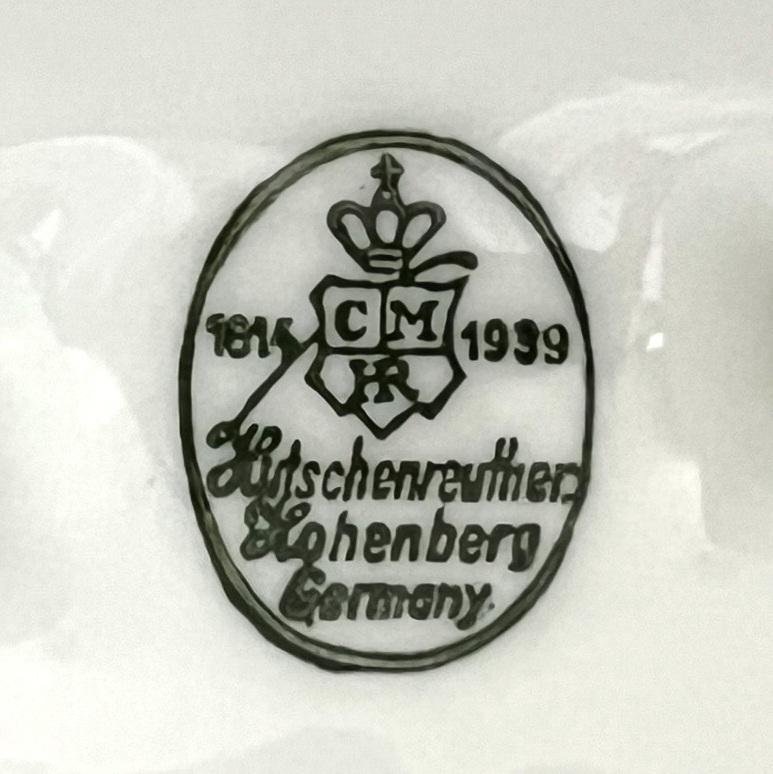 1814 C M 1939
HR
Hutschenreuther
Hohenberg
Germany